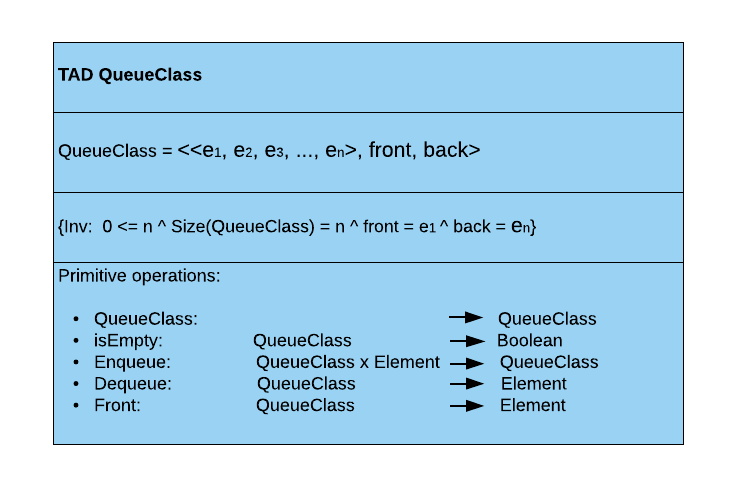 TAD QueueClass
QueueClass = <<e1, e2, e3, ..., en>, front, back>
{Inv: 0 <= n ^ Size(QueueClass) = n ^ front = e1 ^ back = en}
Primitive operations:
• QueueClass: → QueueClass
• isEmpty: QueueClass → Boolean
• Enqueue: QueueClass x Element → QueueClass
• Dequeue: QueueClass → Element
• Front: QueueClass → Element